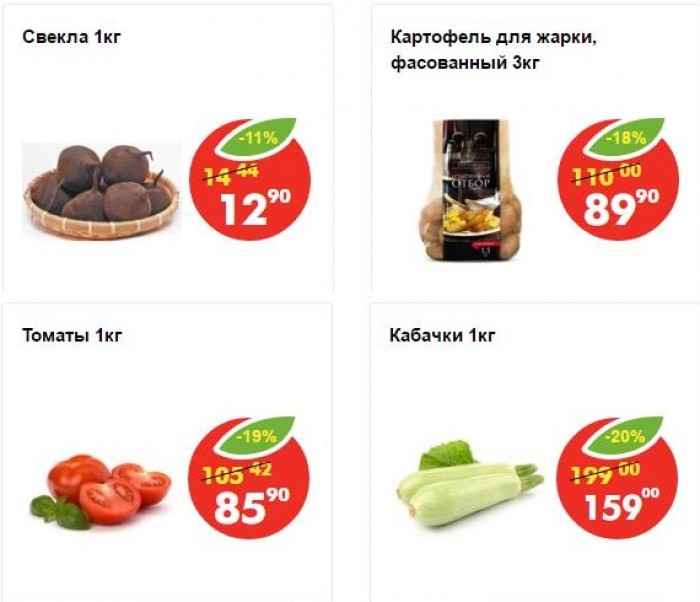 Свекла 1кг
-11%
14 44
12 90
Картофель для жарки,
фасованный 3кг
ОТБОР
-18%
110 00
89 90
Томаты 1кг
-19%
105 42
85 90
Кабачки 1кг
-20%
199 00
159 00